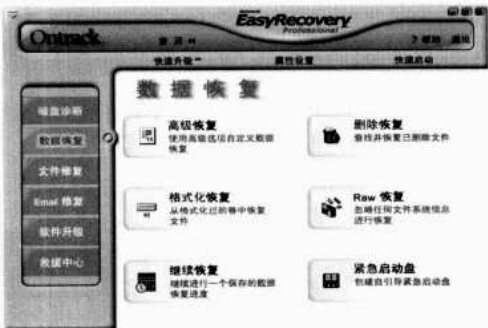 Ontrack
EasyRecovery
Professional
首页
? 帮助 退出
快速升级 属性设置 快速启动
磁盘诊断
数据恢复
文件修复
Email 修复
软件升级
救援中心
数据恢复
高级恢复
使用高级选项自定义数据
恢复
删除恢复
查找并恢复已删除文件
格式化恢复
从格式化过的卷中恢复
文件
Raw 恢复
忽略任何文件系统信息
进行恢复
继续恢复
继续进行一个保存的数据
恢复进度
紧急启动盘
创建自引导紧急启动盘